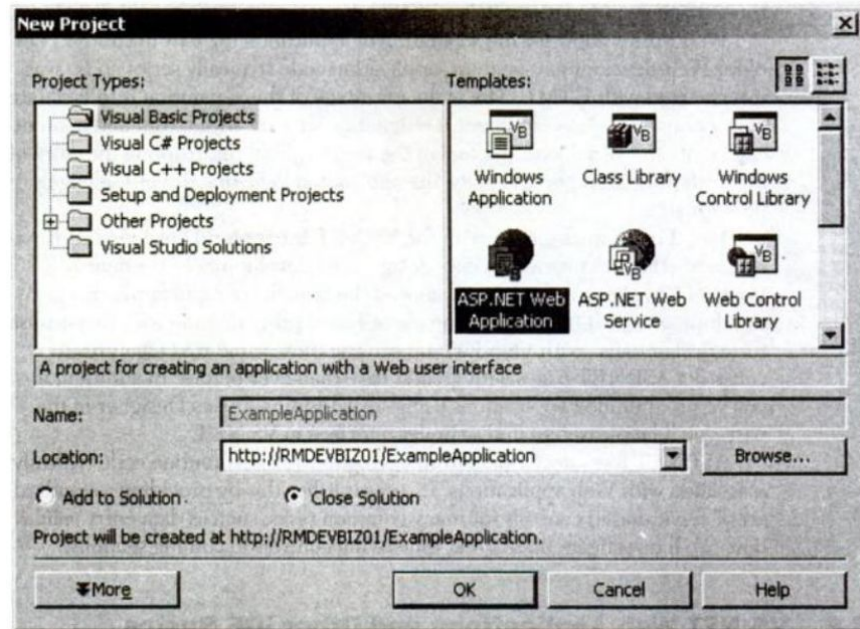 New Project
Project Types:
Templates:
Visual Basic Projects
Visual C# Projects
Visual C++ Projects
Setup and Deployment Projects
Other Projects
Visual Studio Solutions
Windows
Application
Class Library
Windows
Control Library
ASP.NET Web
Application
ASP.NET Web
Service
Web Control
Library
A project for creating an application with a Web user interface
Name:
ExampleApplication
Location:
http://RMDEVBIZ01/ExampleApplication
Browse...
Add to Solution
Close Solution
Project will be created at http://RMDEVBIZ01/ExampleApplication.
More
OK
Cancel
Help